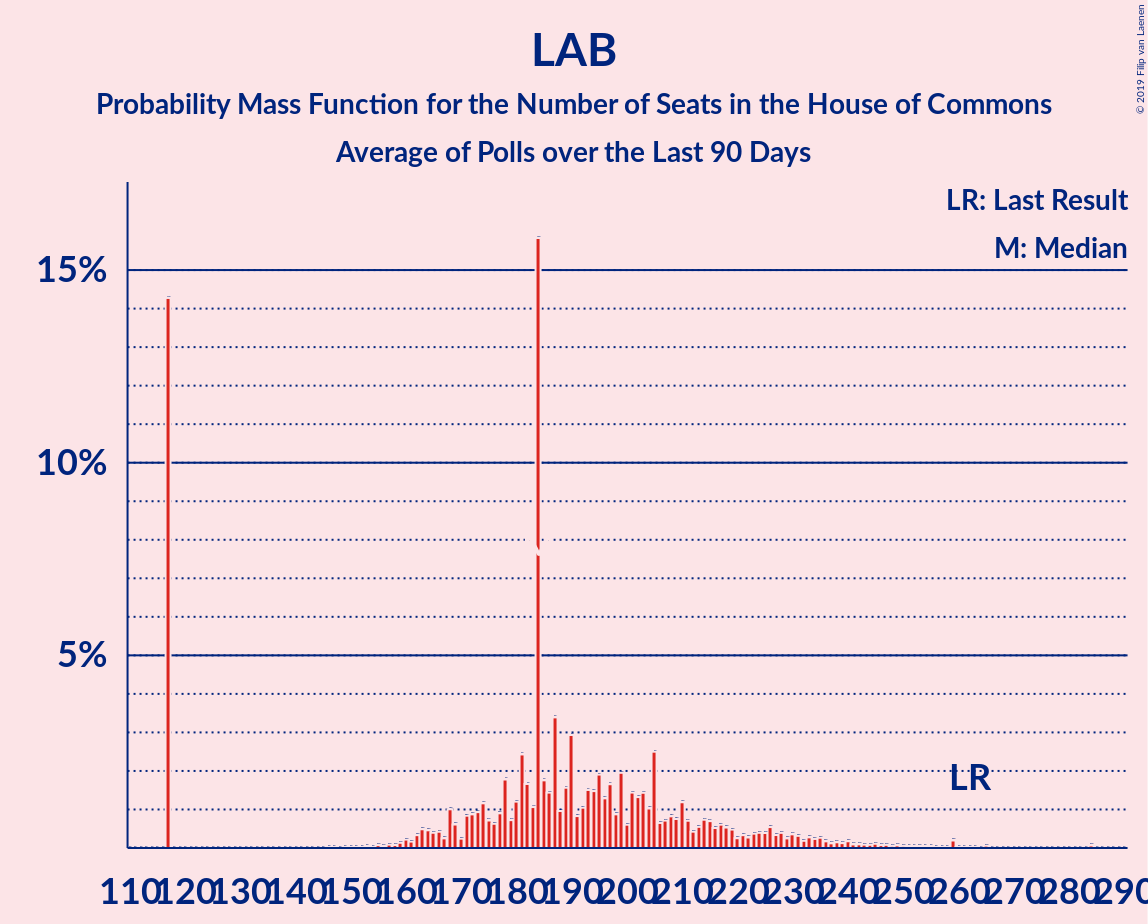 LAB
Probability Mass Function for the Number of Seats in the House of Commons
Average of Polls over the Last 90 Days
© 2019 Filip van Laenen
LR: Last Result
M: Median
15%
10%
5%
LR
110 120 130 140 150 160 170 180 190 200 210 220 230 240 250 260 270 280 290